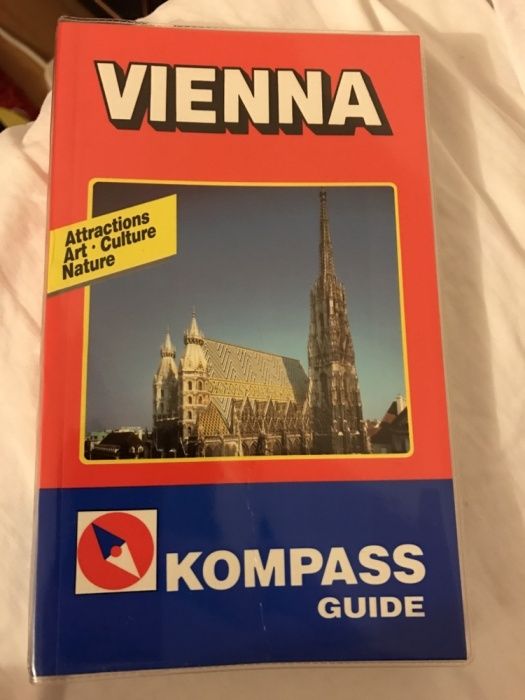 VIENNA
Attractions
Art · Culture
Nature
KOMPASS
GUIDE